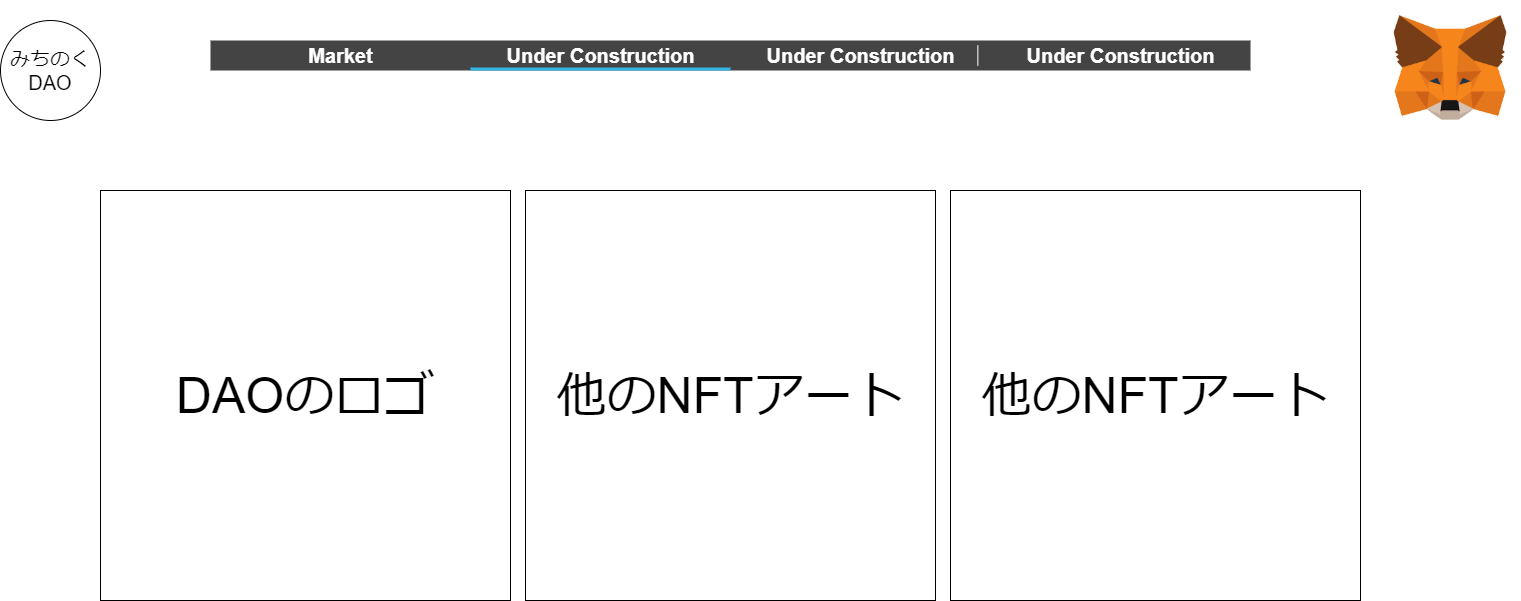 みちのく
DAO
Market
Under Construction
Under Construction
Under Construction
DAOのロゴ
他のNFTアート
他のNFTアート